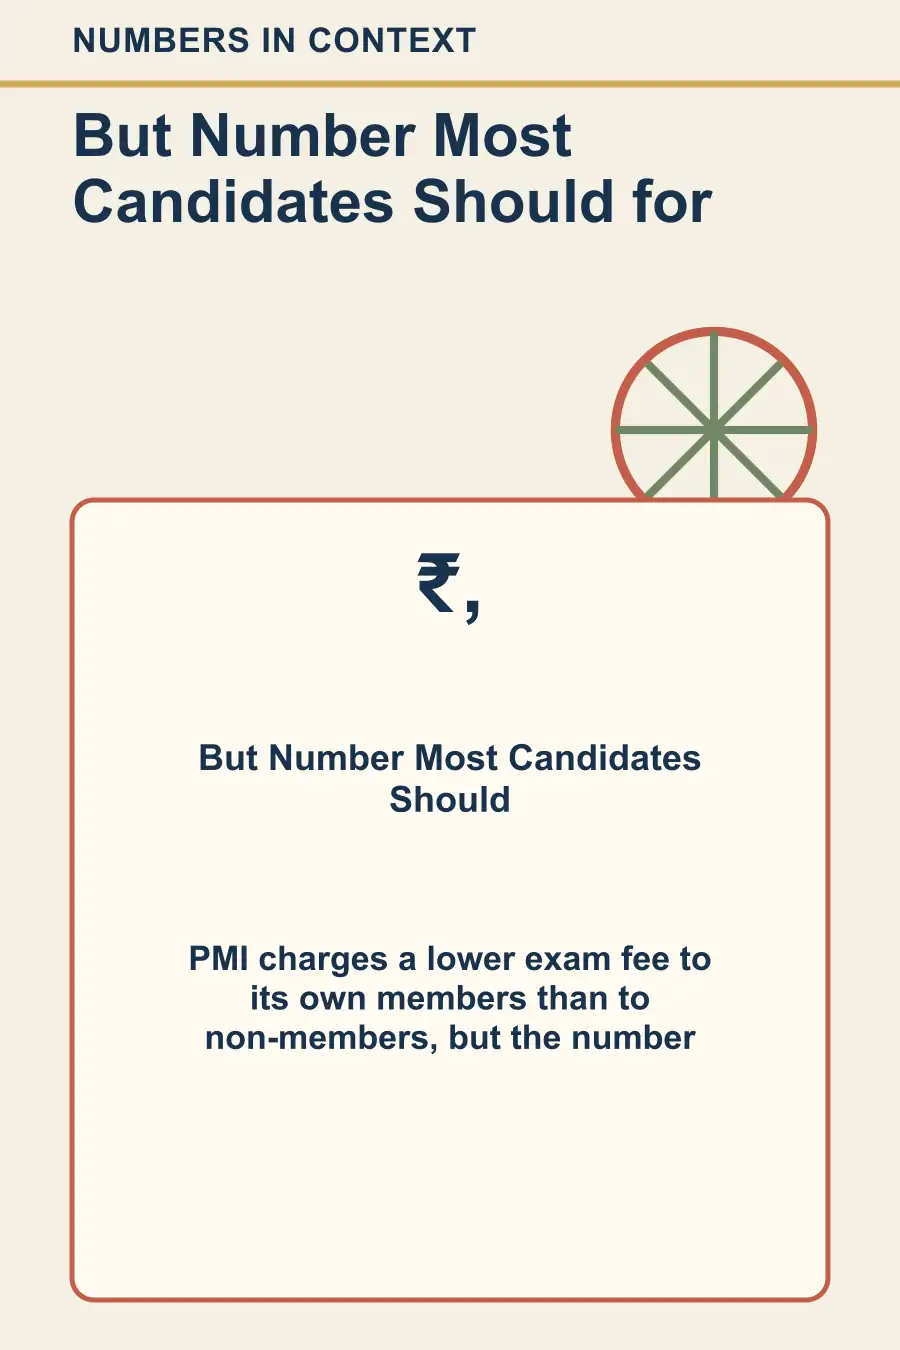 NUMBERS IN CONTEXT
But Number Most
Candidates Should for
₹,
But Number Most Candidates
Should
PMI charges a lower exam fee to
its own members than to
non-members, but the number